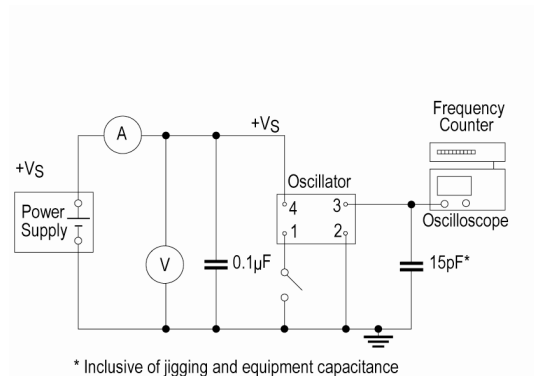 Frequency
Counter
+VS
A
+VS
Oscillator
Power
Supply
4
3
1
2
Oscilloscope
V
0.1µF
15pF*
* Inclusive of jigging and equipment capacitance